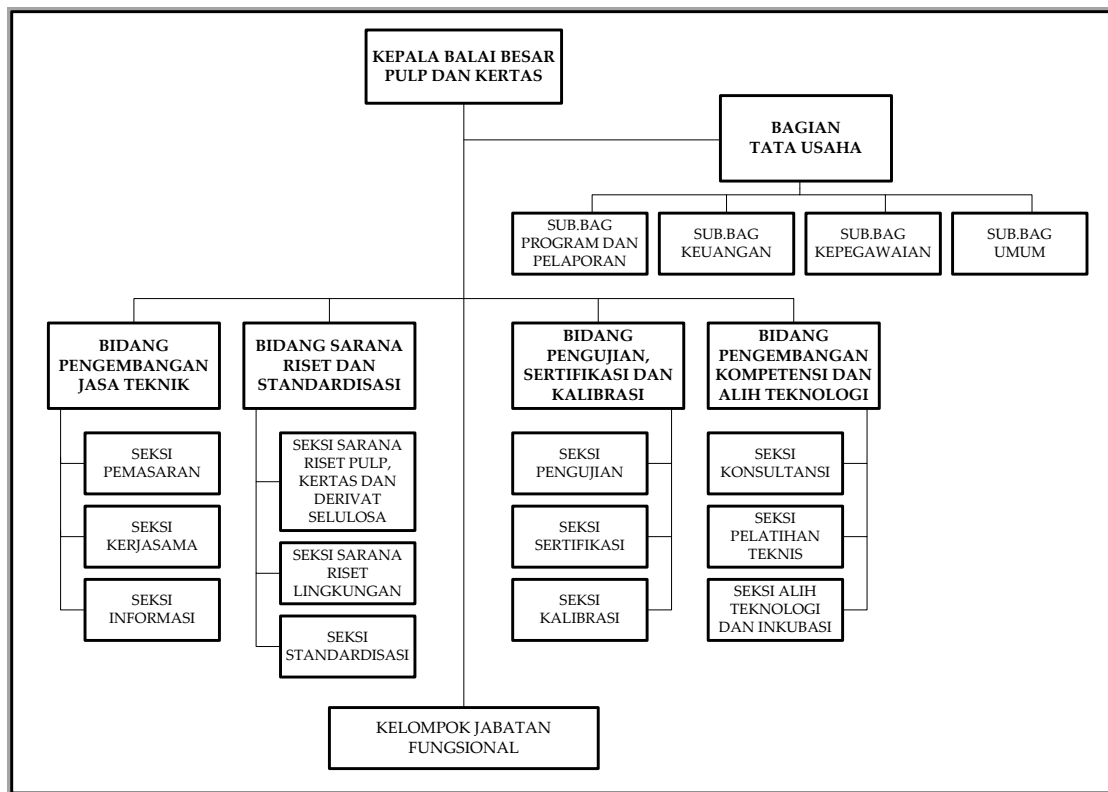 KEPALA BALAI BESAR
PULP DAN KERTAS
BAGIAN
TATA USAHA
SUB.BAG
PROGRAM DAN
PELAPORAN
SUB.BAG
KEUANGAN
SUB.BAG
KEPEGAWAIAN
SUB.BAG
UMUM
BIDANG
PENGEMBANGAN
JASA TEKNIK
BIDANG SARANA
RISET DAN
STANDARDISASI
BIDANG
PENGUJIAN,
SERTIFIKASI DAN
KALIBRASI
BIDANG
PENGEMBANGAN
KOMPETENSI DAN
ALIH TEKNOLOGI
SEKSI
PEMASARAN
SEKSI
KERJASAMA
SEKSI
INFORMASI
SEKSI SARANA
RISET PULP,
KERTAS DAN
DERIVAT
SELULOSA
SEKSI SARANA
RISET
LINGKUNGAN
SEKSI
STANDARDISASI
SEKSI
PENGUJIAN
SEKSI
SERTIFIKASI
SEKSI
KALIBRASI
SEKSI
KONSULTANSI
SEKSI
PELATIHAN
TEKNIS
SEKSI ALIH
TEKNOLOGI
DAN INKUBASI
KELOMPOK JABATAN
FUNGSIONAL